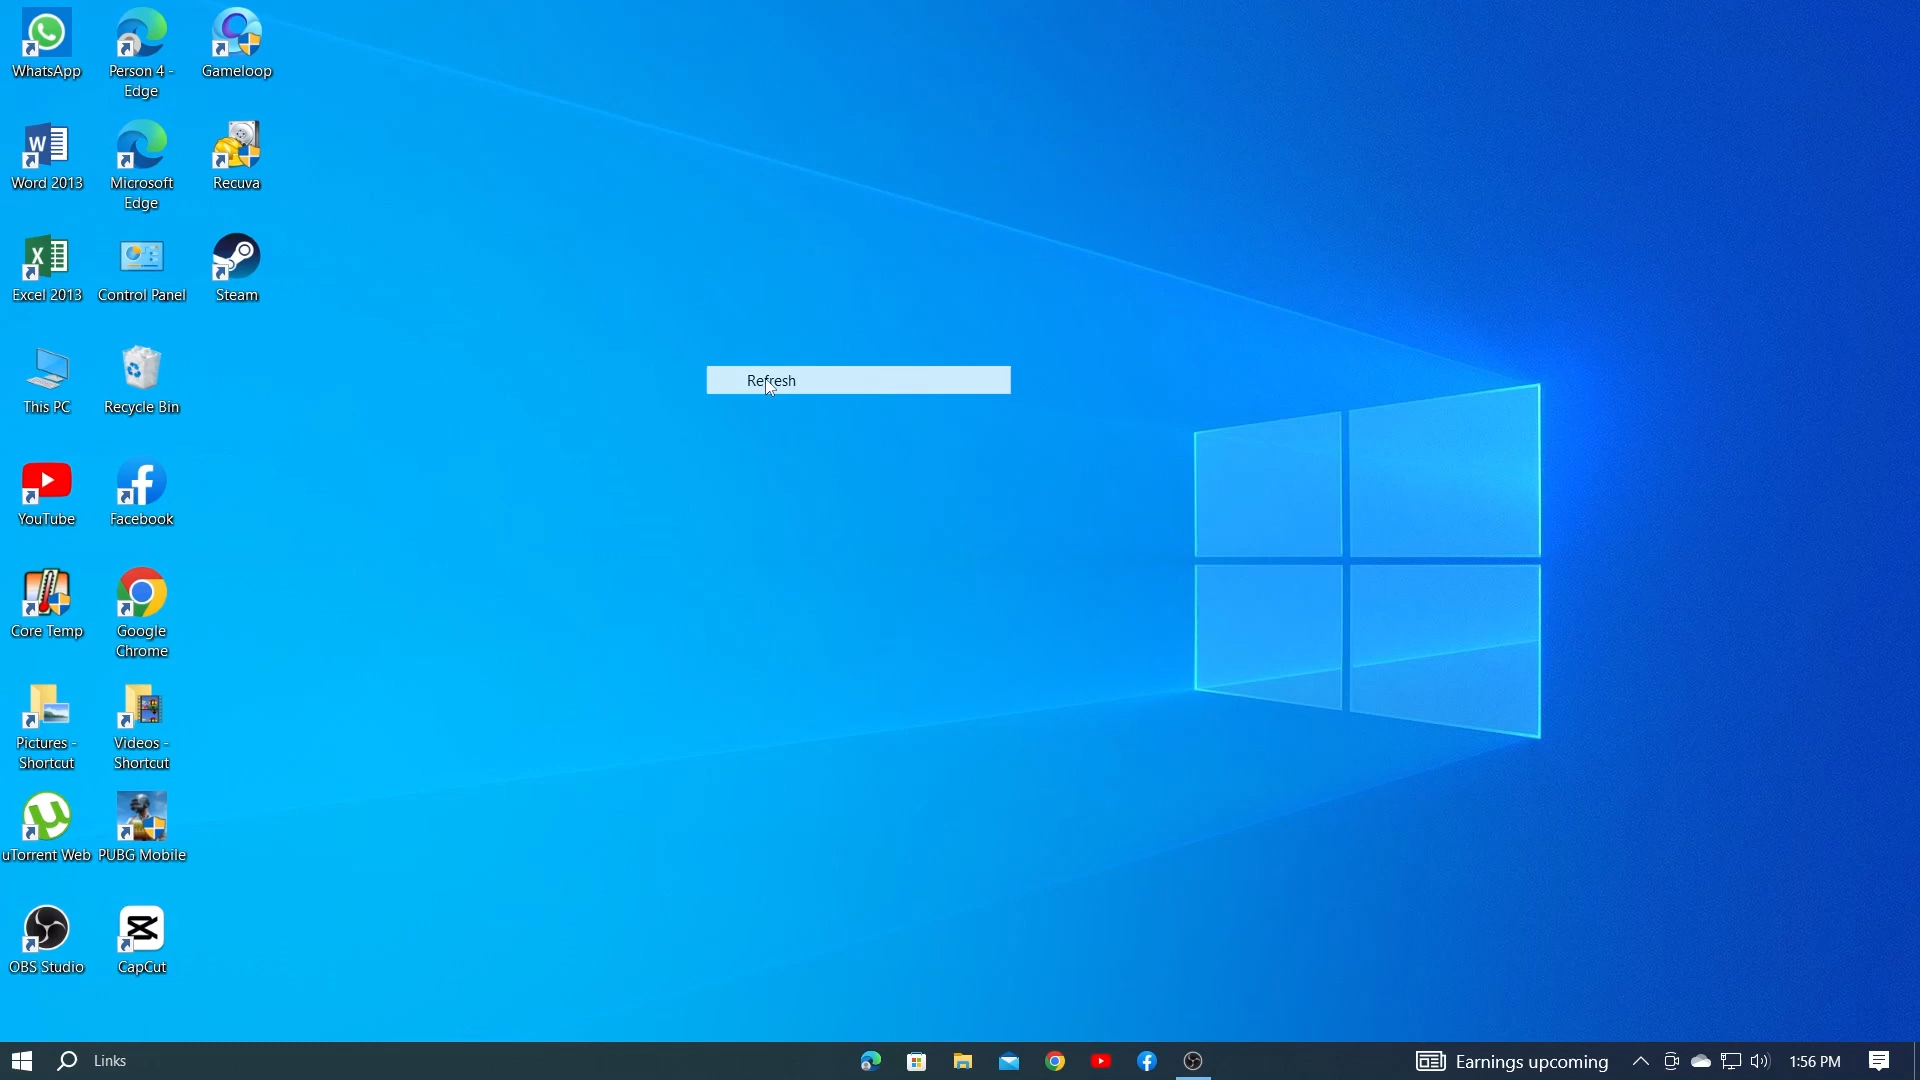 WhatsApp
Person 4 -
Edge
Gameloop
Word 2013
Microsoft
Edge
Recuva
Excel 2013
Control Panel
Steam
This PC
Recycle Bin
YouTube
Facebook
Core Temp
Google
Chrome
Pictures -
Shortcut
Videos -
Shortcut
uTorrent Web
PUBG Mobile
OBS Studio
CapCut
Refresh
Links
Earnings upcoming
1:56 PM